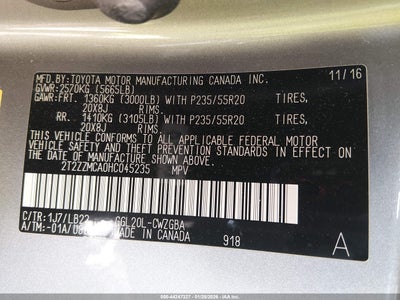 MFD.BY:TOYOTA MOTOR MANUFACTURING CANADA INC. 11/16
GVWR:2570KG (5665LB)
GAWR:FRT. 1360KG (3000LB) WITH P235/55R20 TIRES,
20X8J RIMS,
RR. 1410KG (3105LB) WITH P235/55R20 TIRES,
20X8J RIMS,
THIS VEHICLE CONFORMS TO ALL APPLICABLE FEDERAL MOTOR
VEHICLE SAFETY STANDARDS IN EFFECT ON THE DATE OF
MANUFACTURE SHOWN ABOVE.
2T2ZZMCA0HC045235 MPV
C/TR:1J7/LB22 GGL20L-CWZGBA
A/TM:-01A/ MADE IN CANADA 918 A